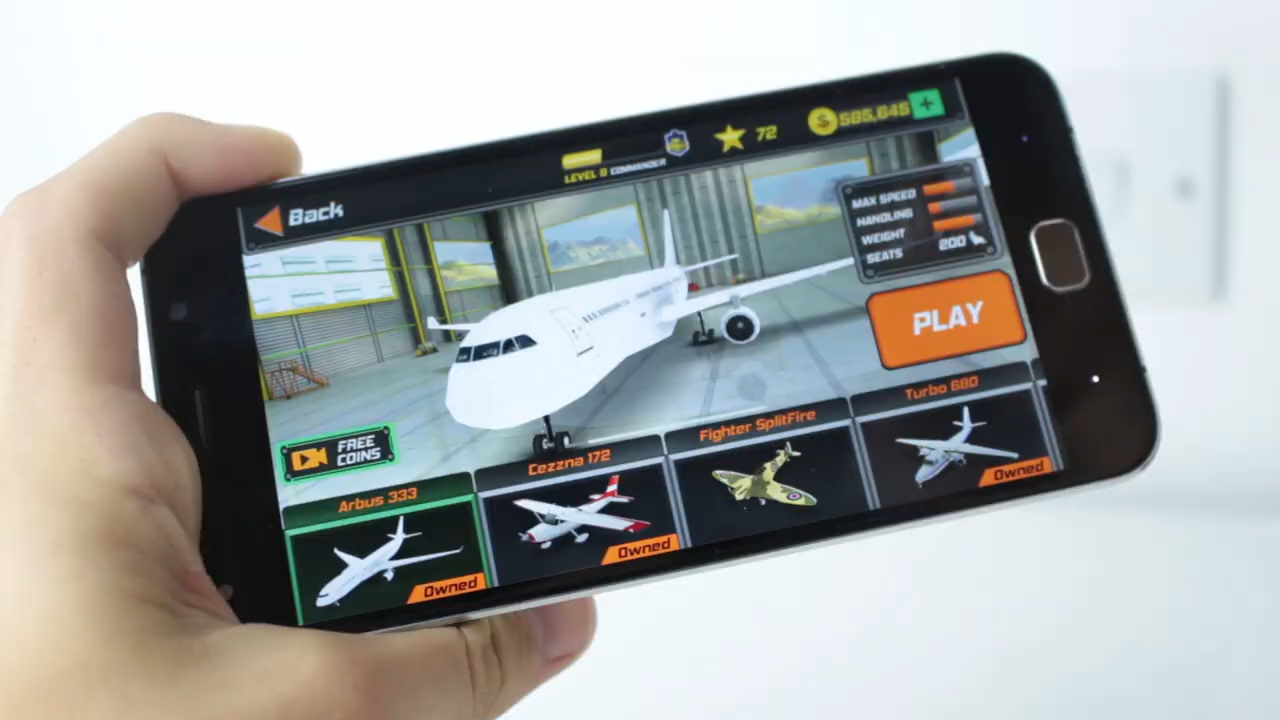 Back
LEVEL 8 COMMANDER
72
585,645
MAX SPEED
HANDLING
WEIGHT
SEATS 200
PLAY
FREE
COINS
Arbus 333
Owned
Cezzna 172
Owned
Fighter SplitFire
Turbo 680
Owned